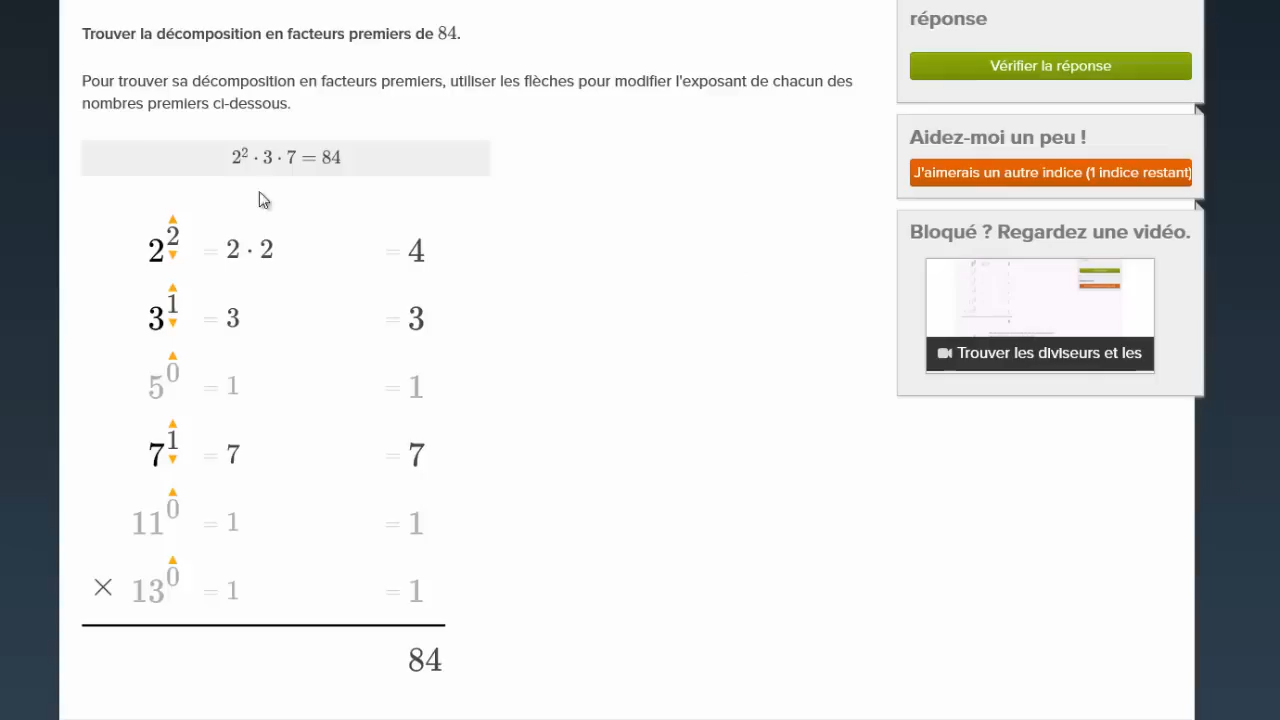 Trouver la décomposition en facteurs premiers de 84.
Pour trouver sa décomposition en facteurs premiers, utiliser les flèches pour modifier l'exposant de chacun des
nombres premiers ci-dessous.
2² · 3 · 7 = 84
2² = 2 · 2 = 4
3¹ = 3 = 3
5⁰ = 1 = 1
7¹ = 7 = 7
11⁰ = 1 = 1
× 13⁰ = 1 = 1
84
réponse
Vérifier la réponse
Aidez-moi un peu !
J'aimerais un autre indice (1 indice restant)
Bloqué ? Regardez une vidéo.
Trouver les diviseurs et les